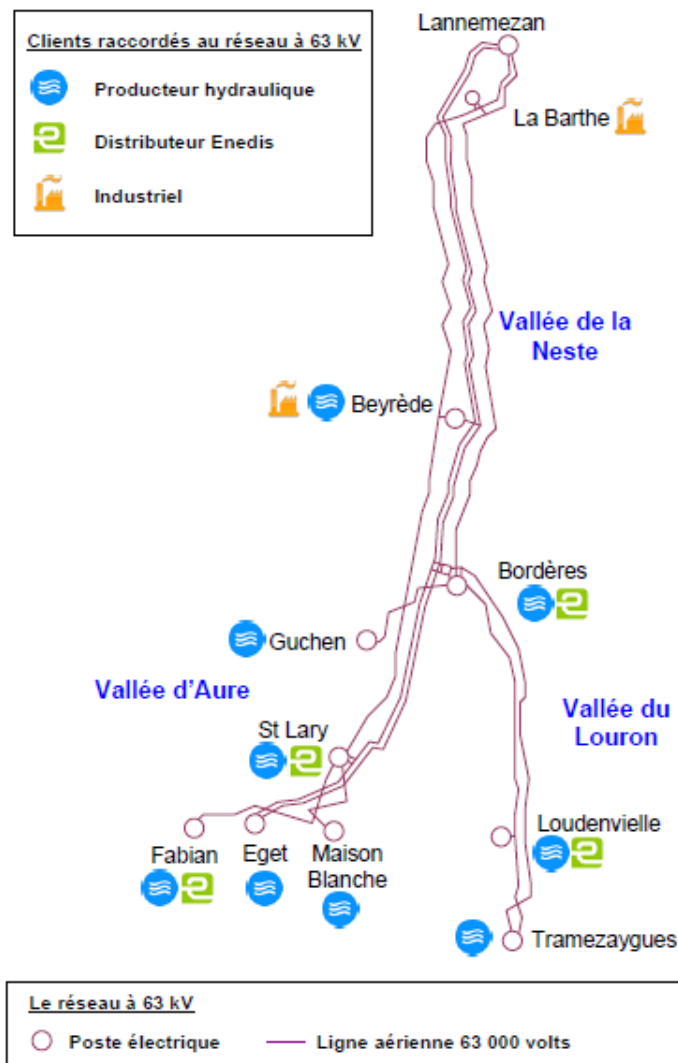 Clients raccordés au réseau à 63 kV
Producteur hydraulique
Distributeur Enedis
Industriel
Lannemezan
La Barthe
Vallée de la
Neste
Beyrède
Bordères
Guchen
Vallée d'Aure
Vallée du
Louron
St Lary
Loudenvielle
Fabian
Eget
Maison
Blanche
Tramezaygues
Le réseau à 63 kV
Poste électrique
Ligne aérienne 63 000 volts